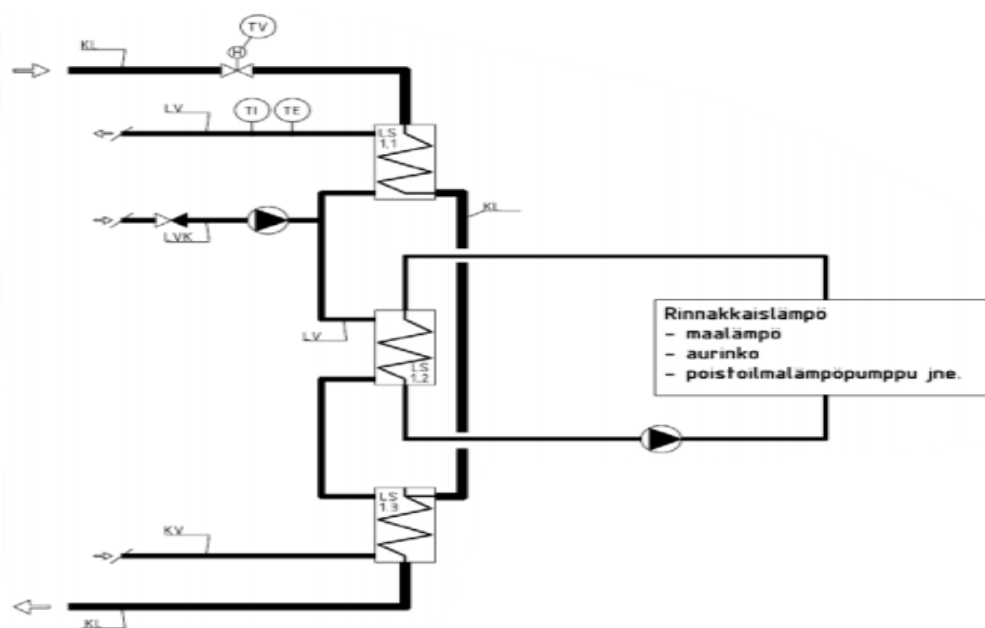 TV
H
KL
LV
TI
TE
LS
1.1
KL
LVK
Rinnakkaislämpö
- maalämpö
- aurinko
- poistoilmalämpöpumppu jne.
LV
LS
1.2
LS
1.3
KV
KL